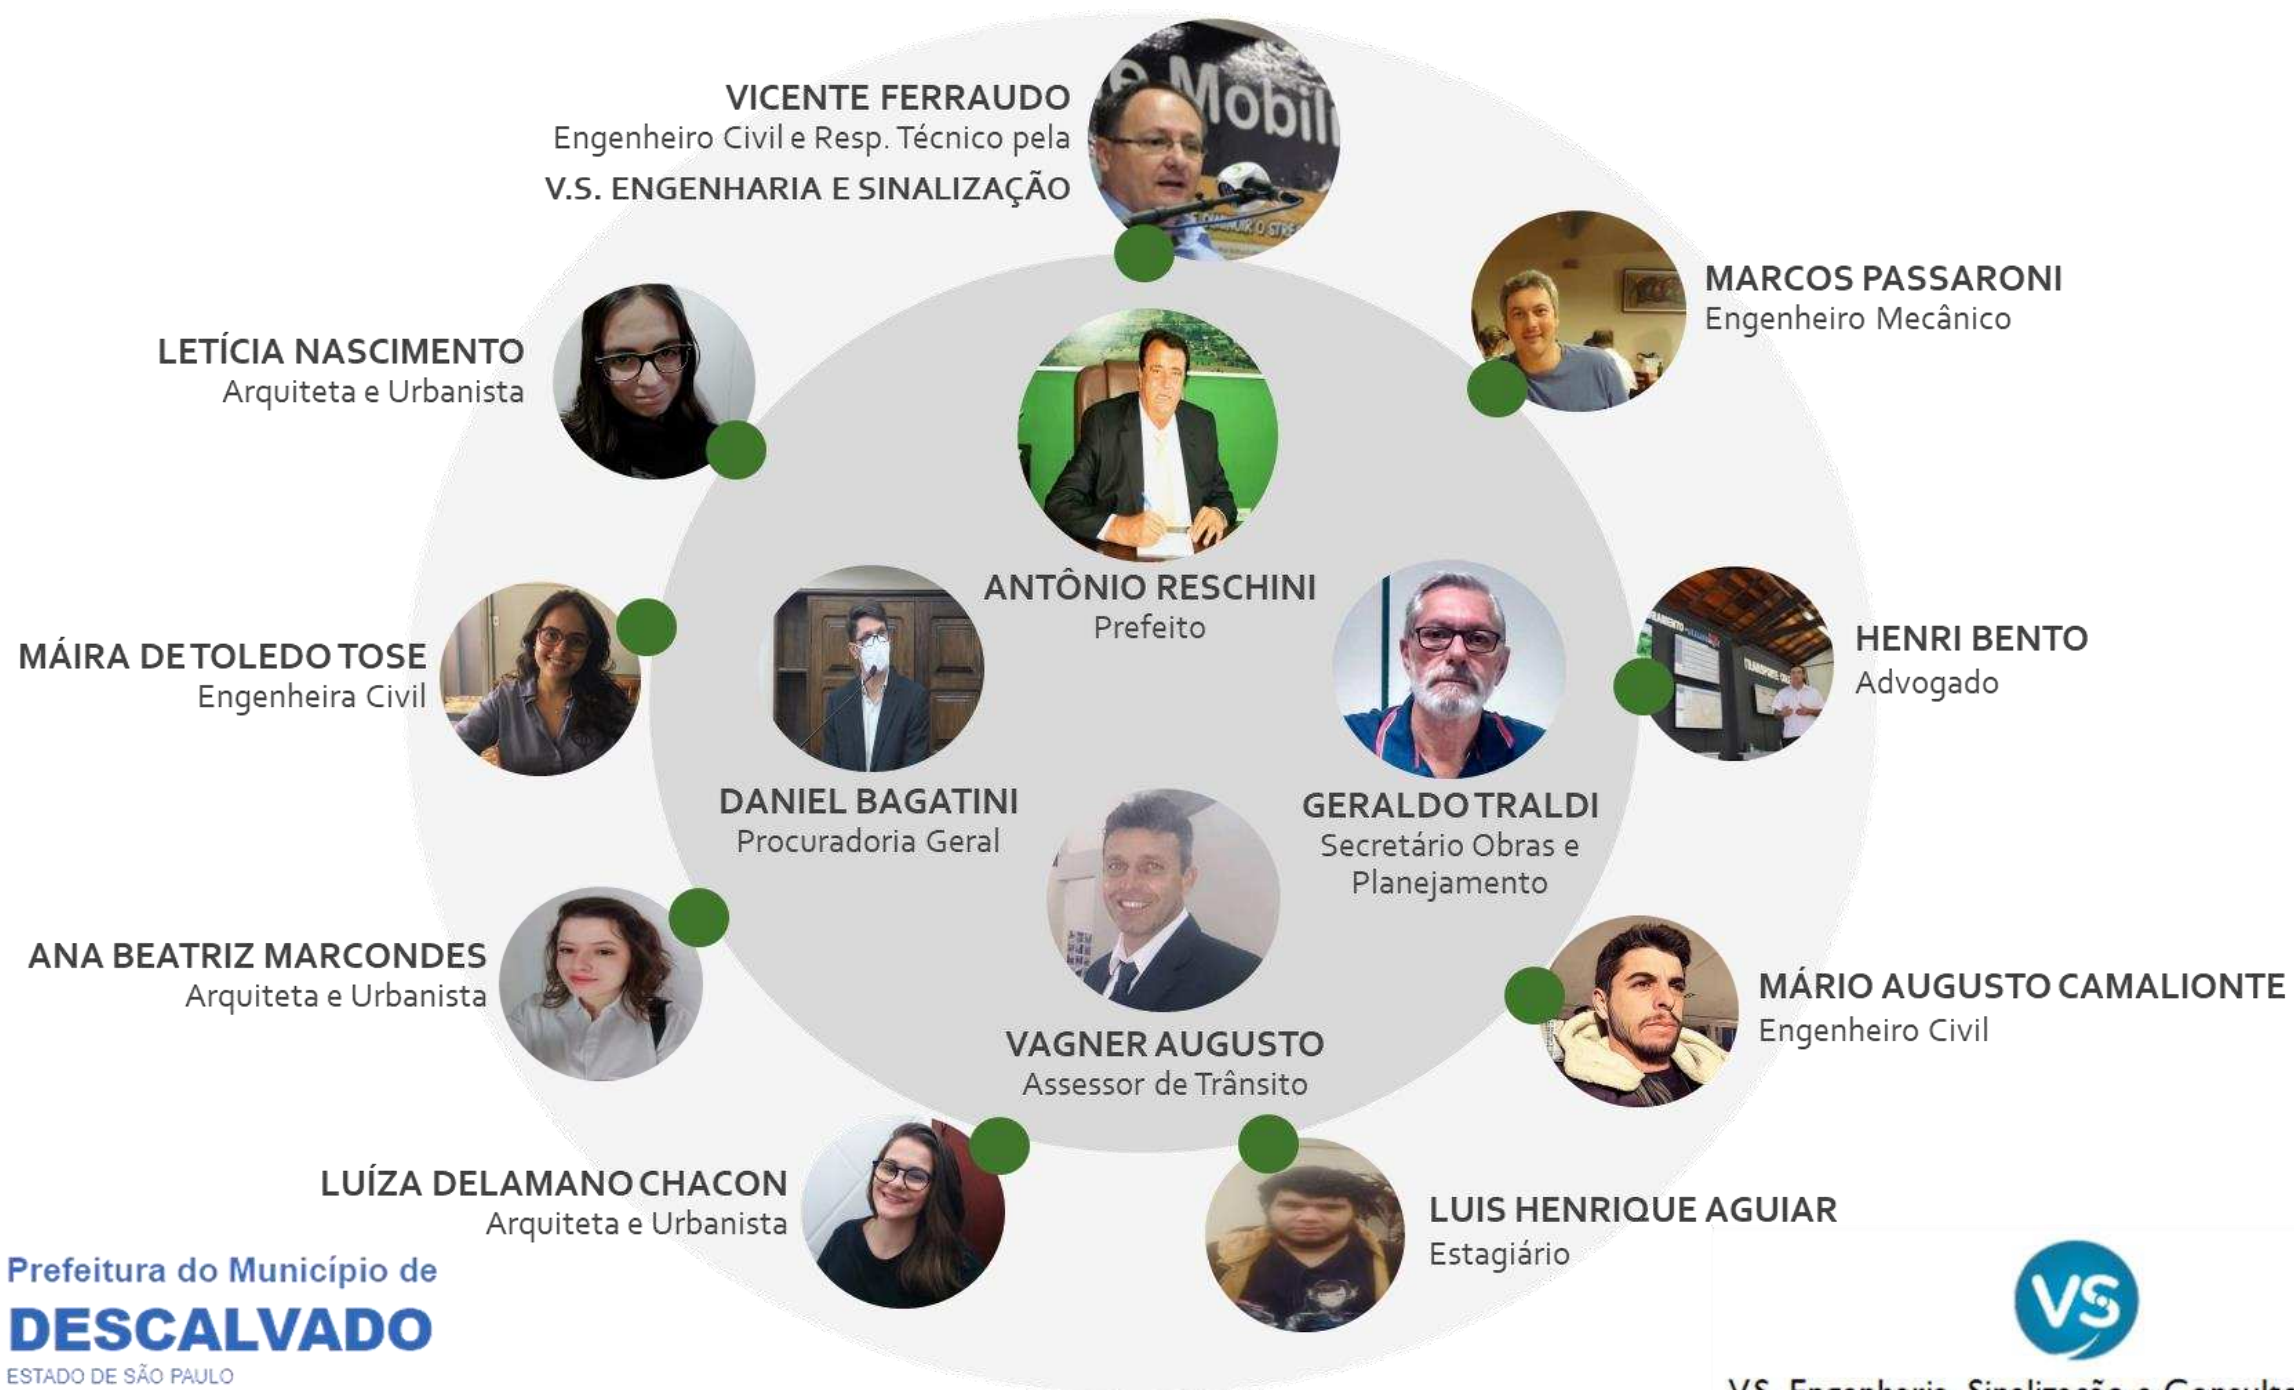 VICENTE FERRAUDO
Engenheiro Civil e Resp. Técnico pela
V.S. ENGENHARIA E SINALIZAÇÃO
MARCOS PASSARONI
Engenheiro Mecânico
LETÍCIA NASCIMENTO
Arquiteta e Urbanista
ANTÔNIO RESCHINI
Prefeito
MÁIRA DE TOLEDO TOSE
Engenheira Civil
HENRI BENTO
Advogado
DANIEL BAGATINI
Procuradoria Geral
GERALDO TRALDI
Secretário Obras e
Planejamento
ANA BEATRIZ MARCONDES
Arquiteta e Urbanista
MÁRIO AUGUSTO CAMALIONTE
Engenheiro Civil
VAGNER AUGUSTO
Assessor de Trânsito
LUÍZA DELAMANO CHACON
Arquiteta e Urbanista
LUIS HENRIQUE AGUIAR
Estagiário
Prefeitura do Município de
DESCALVADO
ESTADO DE SÃO PAULO
VS